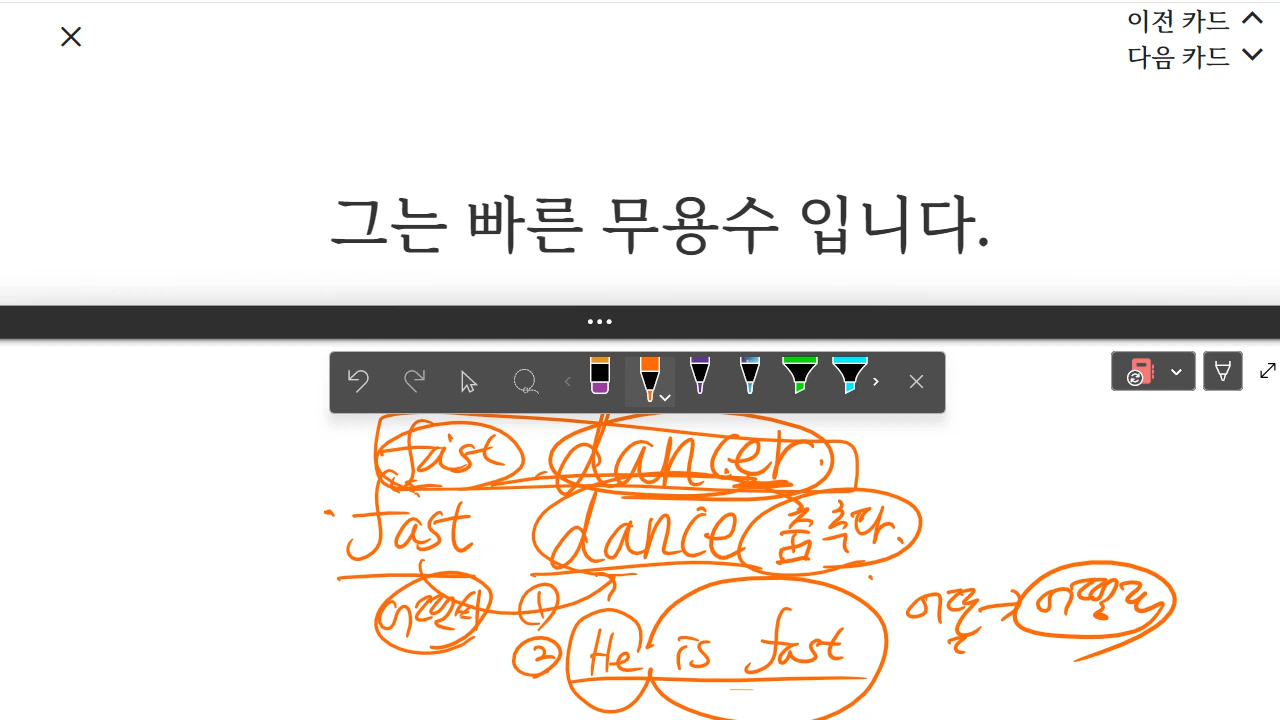 이전 카드
다음 카드
그는 빠른 무용수 입니다.
fast dancer.
fast dance 춤추다.
①
② He is fast